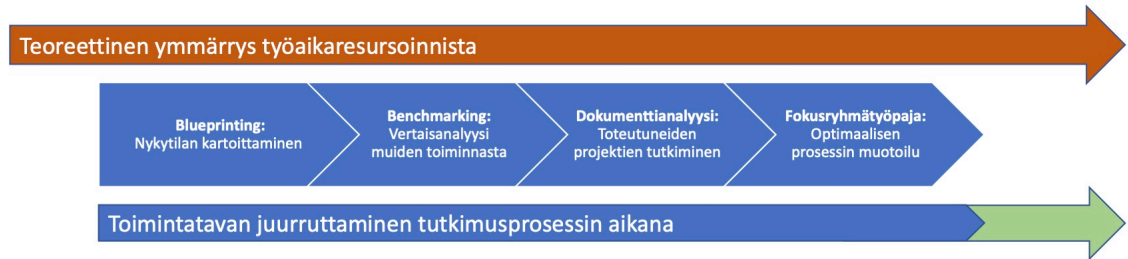 Teoreettinen ymmärrys työaikaresursoinnista
Blueprinting:
Nykytilan kartoittaminen
Benchmarking:
Vertaisanalyysi
muiden toiminnasta
Dokumenttianalyysi:
Toteutuneiden
projektien tutkiminen
Fokusryhmätyöpaja:
Optimaalisen
prosessin muotoilu
Toimintatavan juurruttaminen tutkimusprosessin aikana